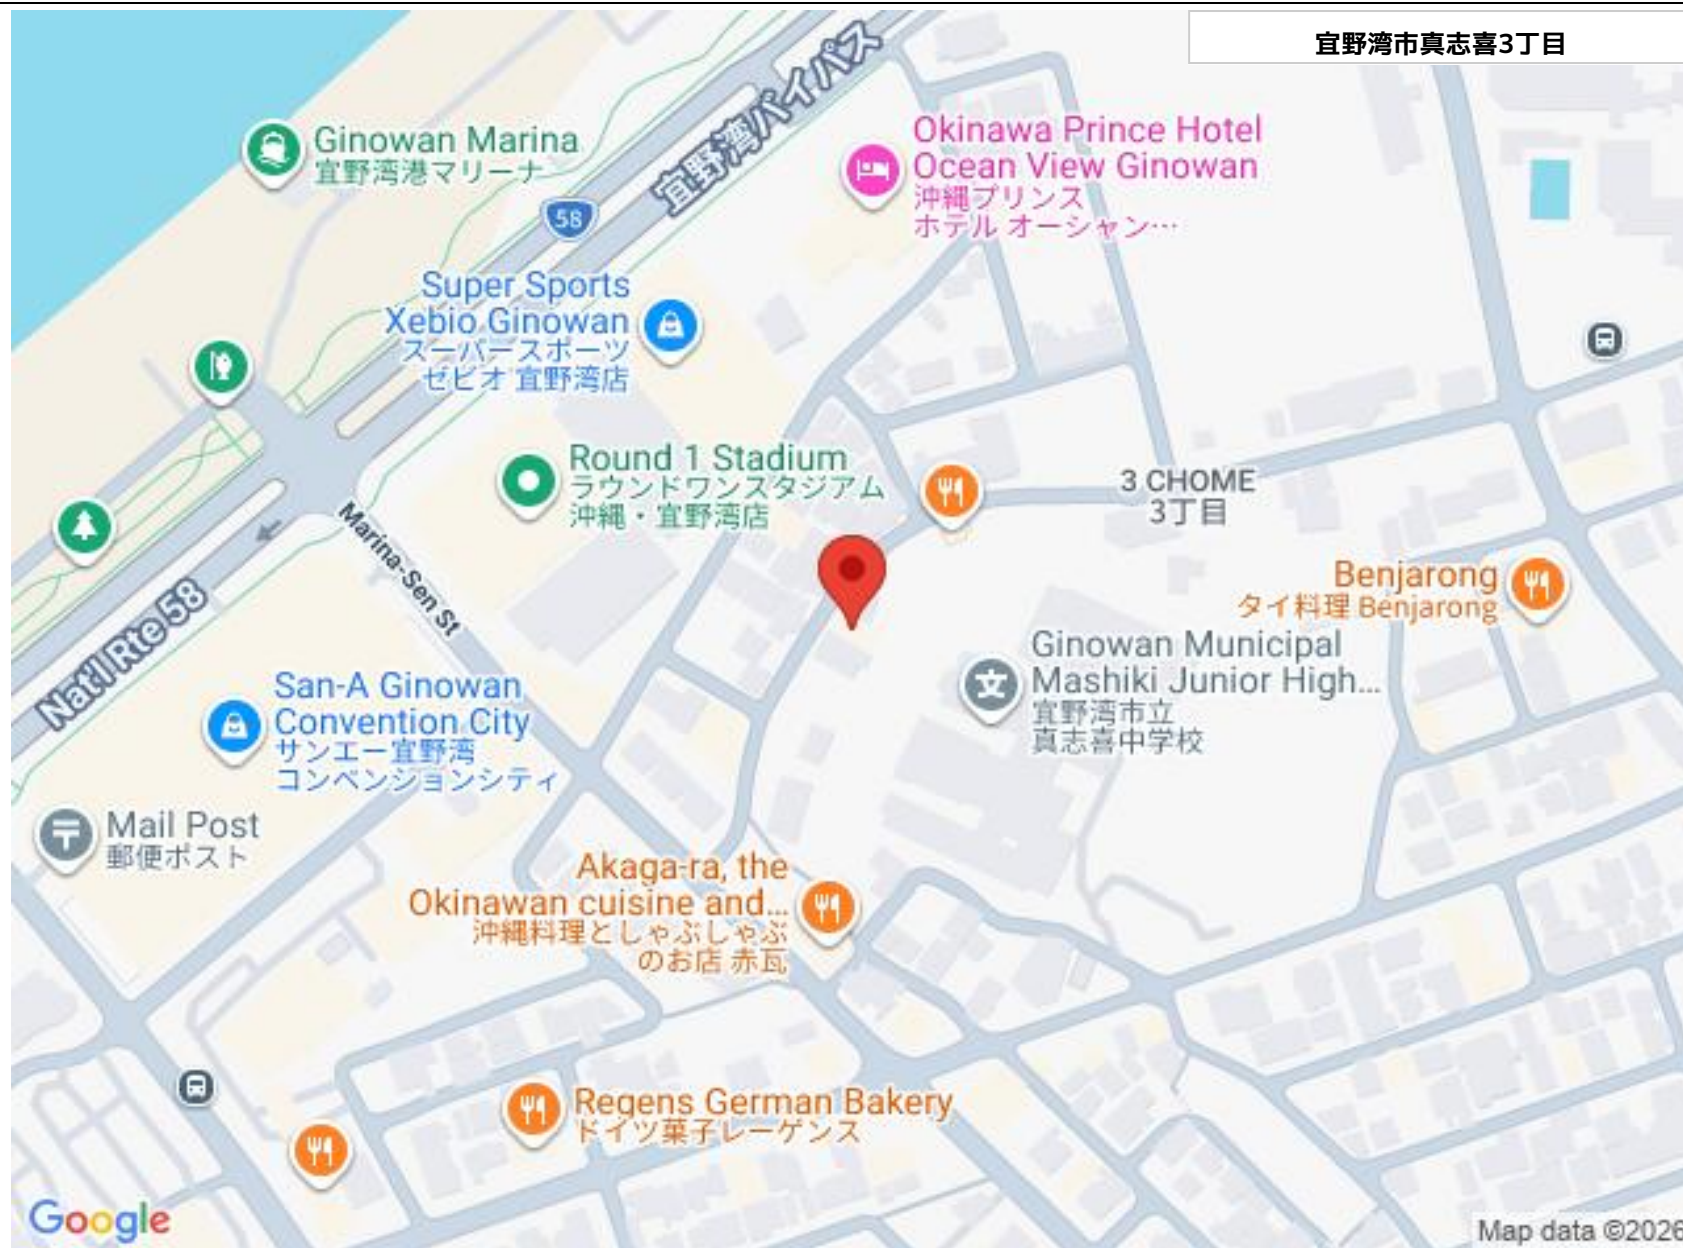 宜野湾市真志喜3丁目
宜野湾バイパス
Ginowan Marina
宜野湾港マリーナ
58
Okinawa Prince Hotel
Ocean View Ginowan
沖縄プリンス
ホテル オーシャン…
Super Sports
Xebio Ginowan
スーパースポーツ
ゼビオ 宜野湾店
Round 1 Stadium
ラウンドワンスタジアム
沖縄・宜野湾店
3 CHOME
3丁目
Marina-Sen St
Nat'l Rte 58
Benjarong
タイ料理 Benjarong
Ginowan Municipal
Mashiki Junior High...
宜野湾市立
真志喜中学校
文
San-A Ginowan
Convention City
サンエー宜野湾
コンベンションシティ
Mail Post
郵便ポスト
Akaga-ra, the
Okinawan cuisine and...
沖縄料理としゃぶしゃぶ
のお店 赤瓦
Regens German Bakery
ドイツ菓子レーゲンス
Google
Map data ©2026